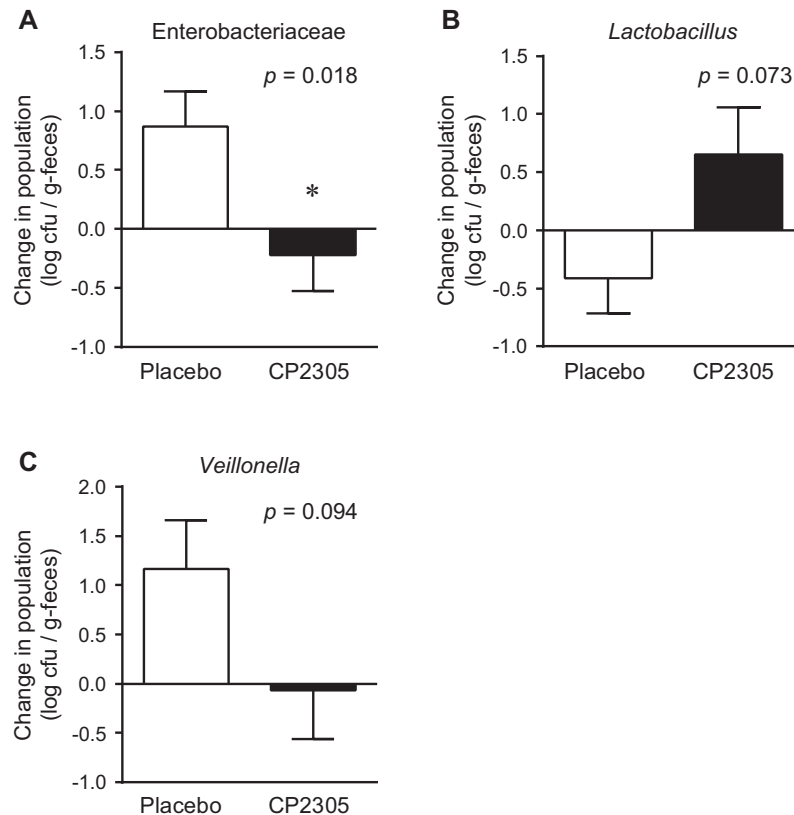 A
Enterobacteriaceae
p = 0.018
1.5
1.0
0.5
0.0
-0.5
-1.0
*
Change in population
(log cfu / g-feces)
Placebo
CP2305
B
Lactobacillus
p = 0.073
1.5
1.0
0.5
0.0
-0.5
-1.0
Change in population
(log cfu / g-feces)
Placebo
CP2305
C
Veillonella
p = 0.094
2.0
1.5
1.0
0.5
0.0
-0.5
-1.0
Change in population
(log cfu / g-feces)
Placebo
CP2305